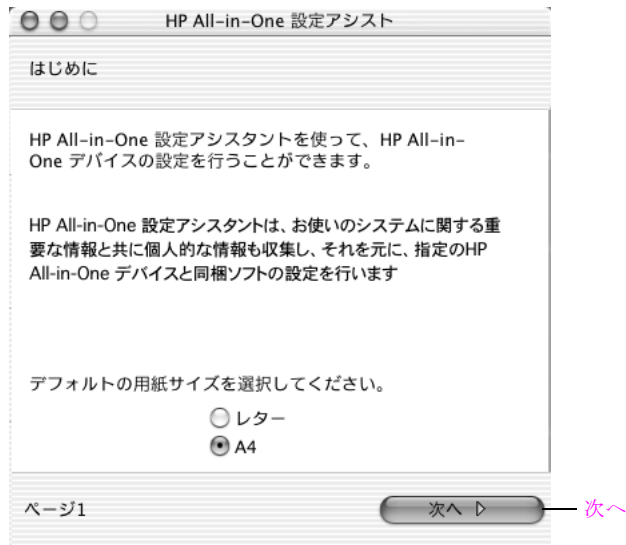 HP All-in-One 設定アシスト
はじめに
HP All-in-One 設定アシスタントを使って、HP All-in-
One デバイスの設定を行うことができます。
HP All-in-One 設定アシスタントは、お使いのシステムに関する重
要な情報と共に個人的な情報も収集し、それを元に、指定のHP
All-in-One デバイスと同梱ソフトの設定を行います
デフォルトの用紙サイズを選択してください。
レター
A4
ページ1
次へ
次へ